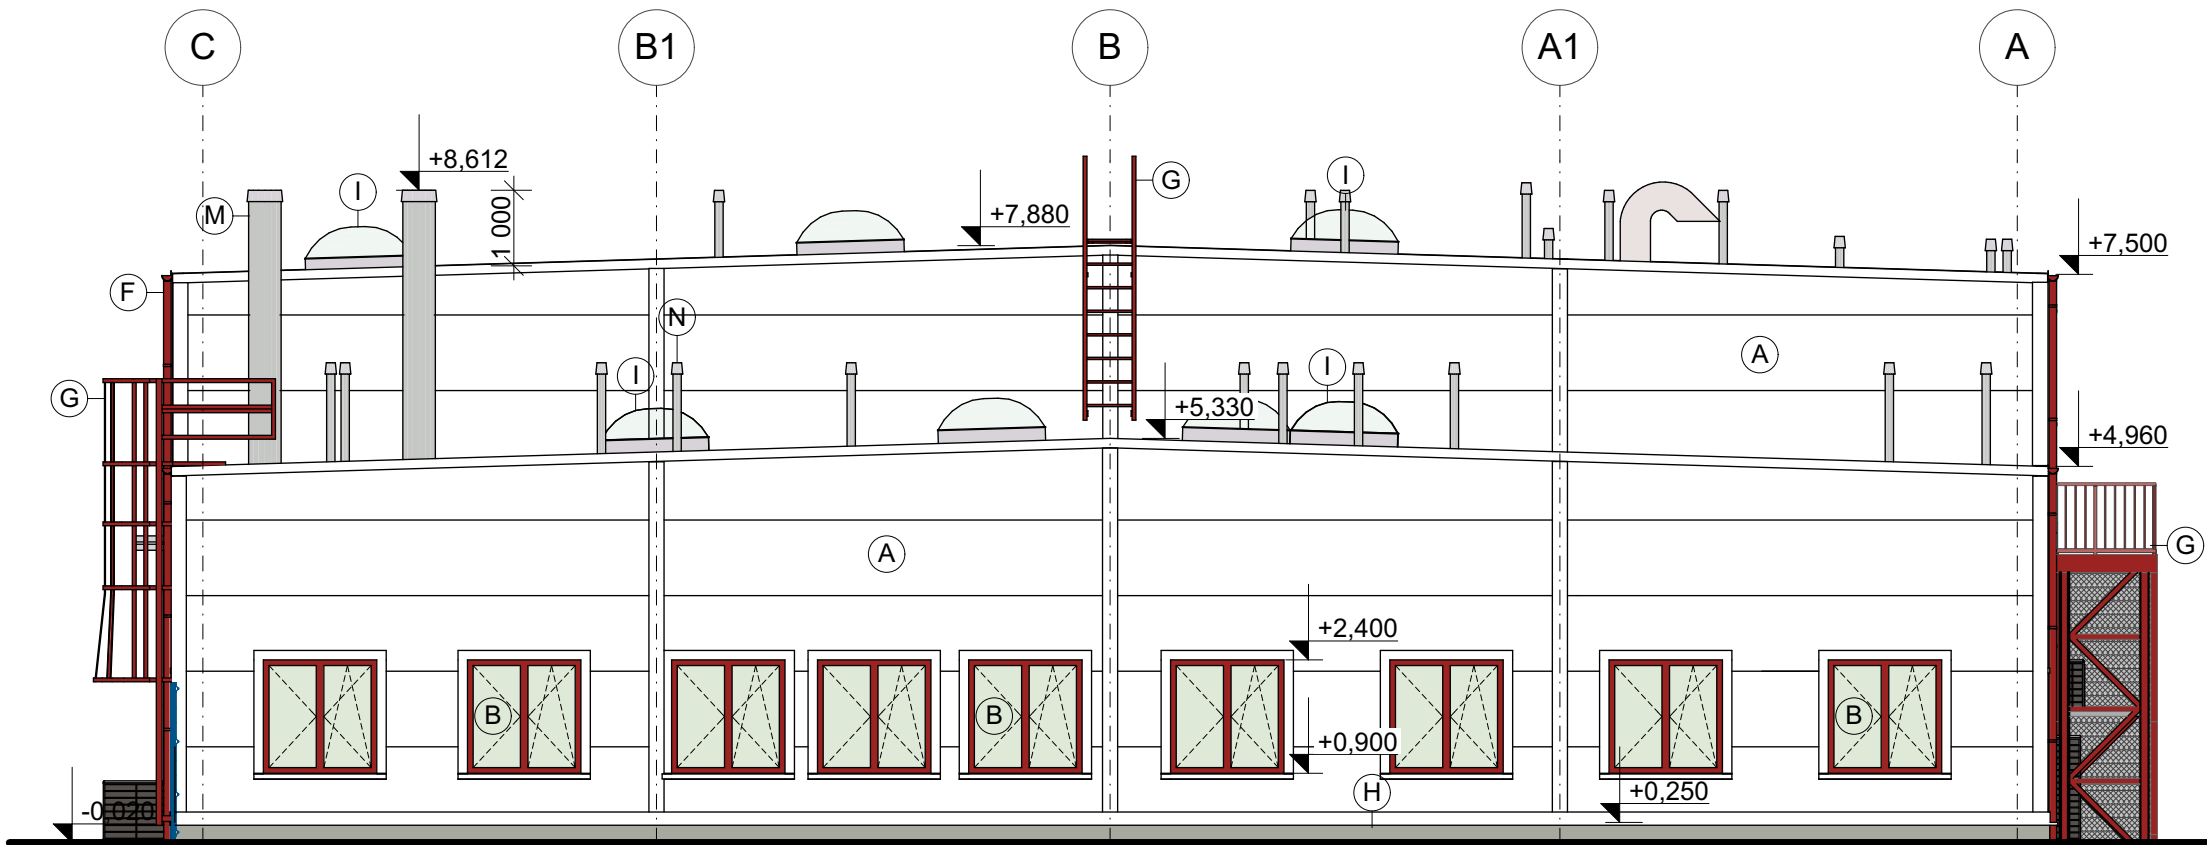 C
B1
B
A1
A
+8,612
I
M
1 000
+7,880
G
I
+7,500
F
N
I
I
A
G
+5,330
+4,960
A
G
+2,400
B
B
B
+0,900
H
+0,250
-0,020